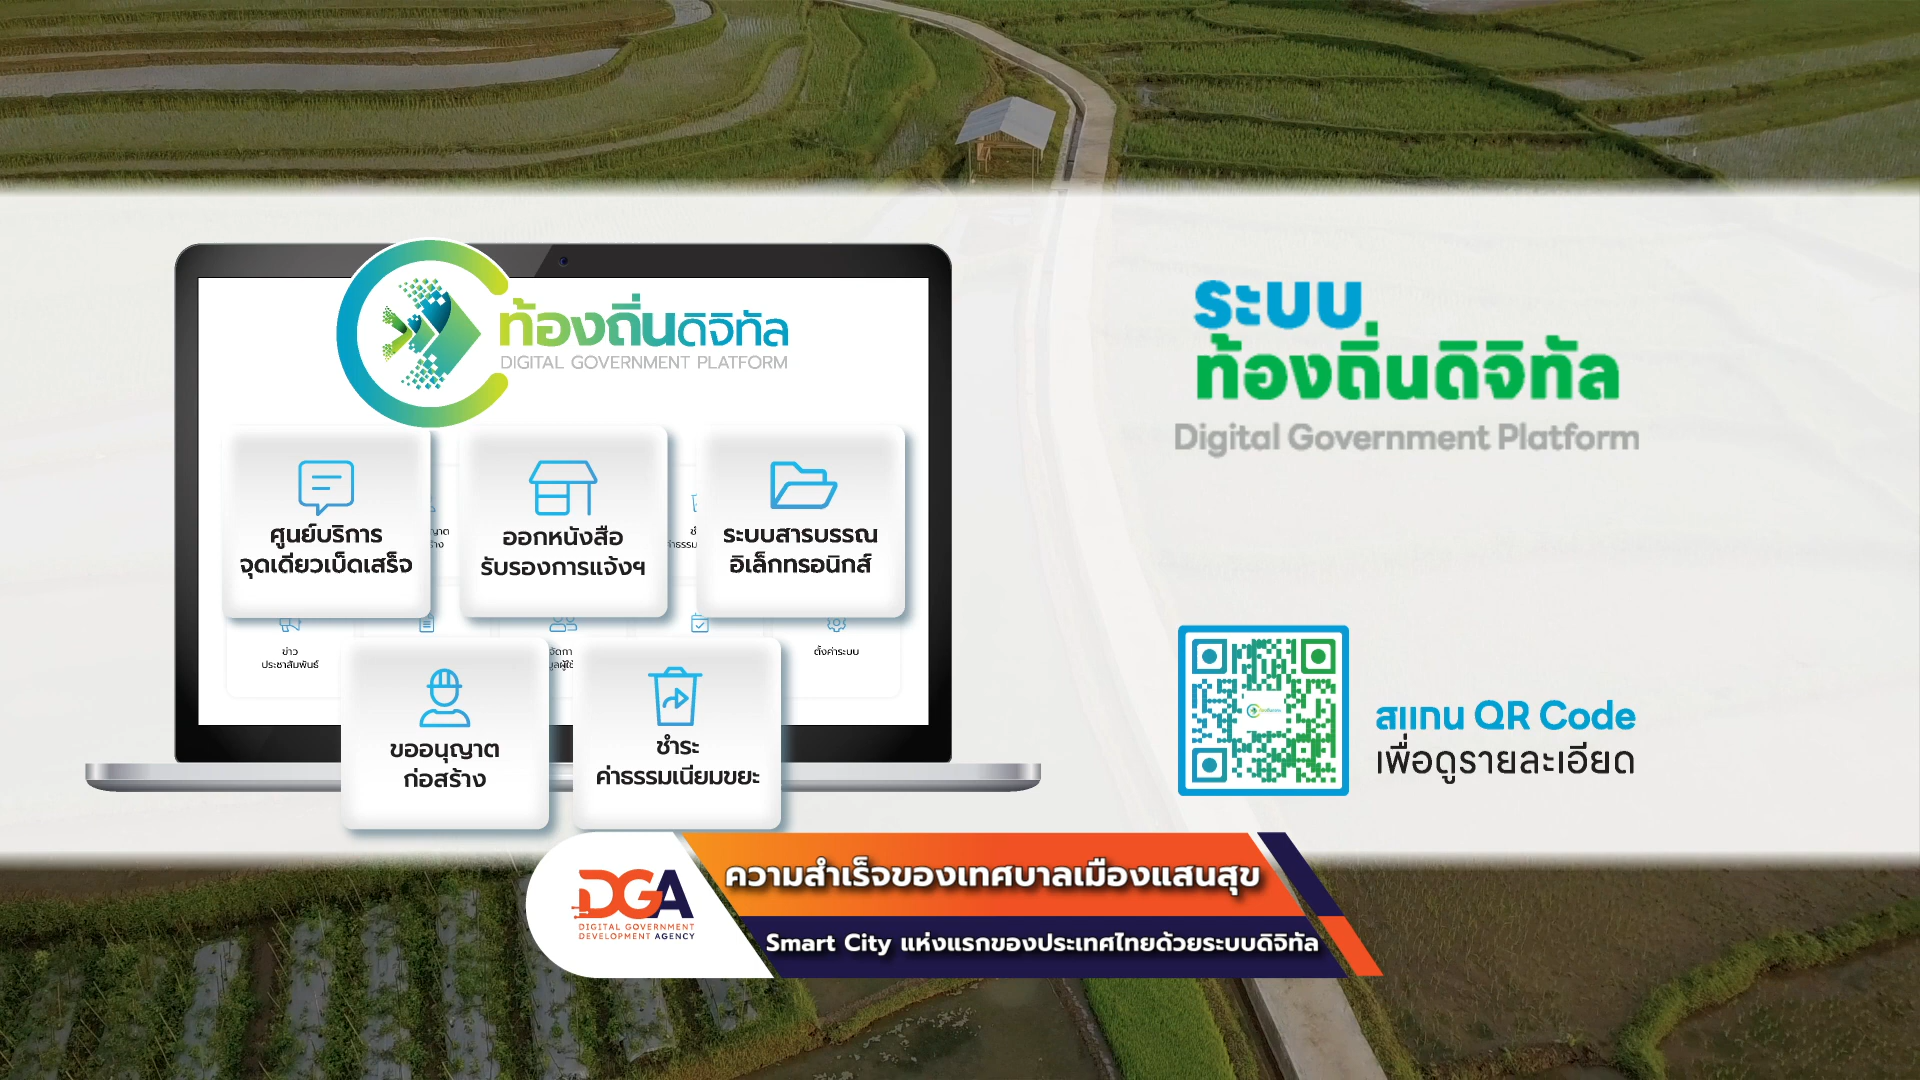 ท้องถิ่นดิจิทัล
DIGITAL GOVERNMENT PLATFORM
ศูนย์บริการ
จุดเดียวเบ็ดเสร็จ
ออกหนังสือ
รับรองการแจ้งฯ
ระบบสารบรรณ
อิเล็กทรอนิกส์
ข่าว
ประชาสัมพันธ์
ตั้งค่าระบบ
ขออนุญาต
ก่อสร้าง
ชำระ
ค่าธรรมเนียมขยะ
ระบบ
ท้องถิ่นดิจิทัล
Digital Government Platform
สแกน QR Code
เพื่อดูรายละเอียด
DGA
DIGITAL GOVERNMENT
DEVELOPMENT AGENCY
ความสำเร็จของเทศบาลเมืองแสนสุข
Smart City แห่งแรกของประเทศไทยด้วยระบบดิจิทัล